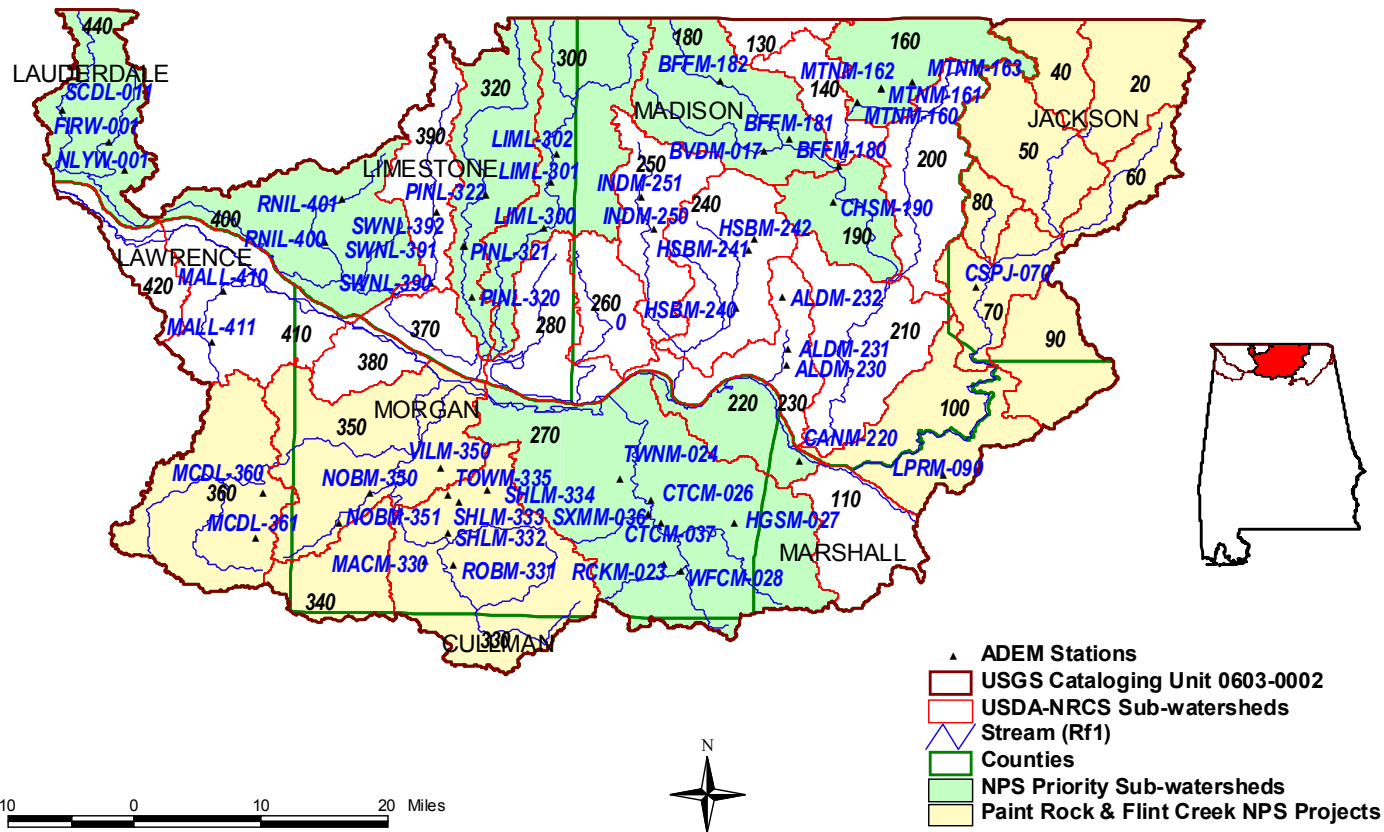 440
LAUDERDALE
SCDL-011
FIRW-001
NLYW-001
180
130
160
300
BFFM-182
MTNM-162
MTNM-163
40
20
320
140
MTNM-161
MTNM-160
MADISON
JACKSON
390
LIML-302
BFFM-181
BVDM-017
BFFM-180
200
50
60
LIMESTONE
LIML-301
250
INDM-251
PINL-322
240
80
400
RNIL-401
LIML-300
INDM-250
CHSM-190
SWNL-392
HSBM-242
190
RNIL-400
SWNL-391
PINL-321
HSBM-241
LAWRENCE
MALL-410
420
SWNL-390
PINL-320
CSPJ-070
ALDM-232
HSBM-240
260
0
70
MALL-411
410
370
280
210
90
380
ALDM-231
ALDM-230
MORGAN
220
230
100
350
270
CANM-220
VILM-350
TWNM-024
LPRM-090
MCDL-360
NOBM-350
TOWM-335
360
SHLM-334
CTCM-026
110
MCDL-361
NOBM-351
SHLM-333
SXMM-036
HGSM-027
SHLM-332
CTCM-037
MARSHALL
MACM-330
ROBM-331
RCKM-023
WFCM-028
340
CULLMAN
330
ADEM Stations
USGS Cataloging Unit 0603-0002
USDA-NRCS Sub-watersheds
Stream (Rf1)
Counties
NPS Priority Sub-watersheds
Paint Rock & Flint Creek NPS Projects
N
10 0 10 20 Miles